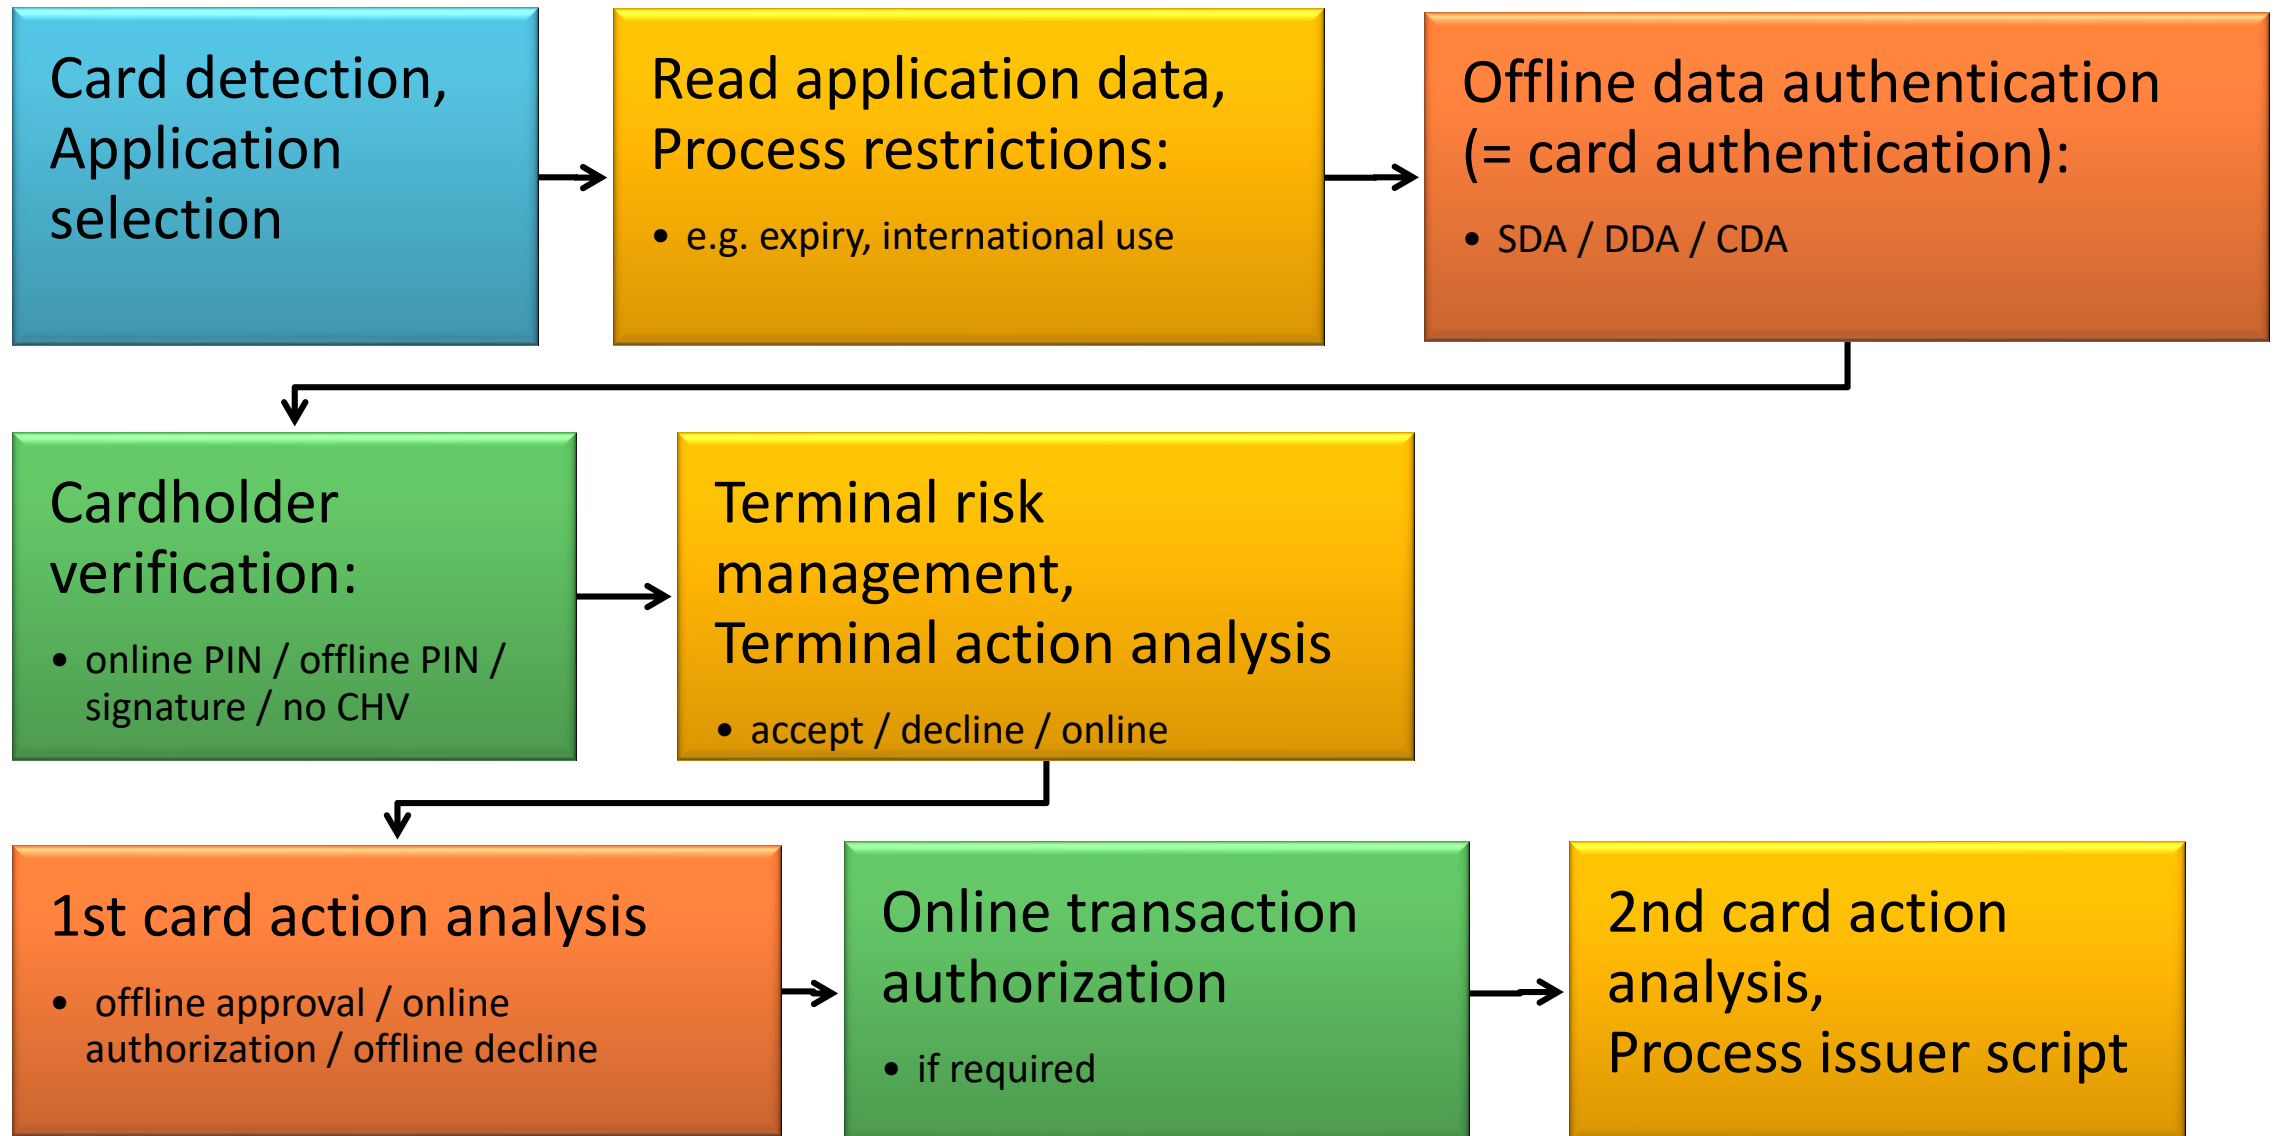 Card detection,
Application
selection
Read application data,
Process restrictions:
• e.g. expiry, international use
Offline data authentication
(= card authentication):
• SDA / DDA / CDA
Cardholder
verification:
• online PIN / offline PIN /
signature / no CHV
Terminal risk
management,
Terminal action analysis
• accept / decline / online
1st card action analysis
• offline approval / online
authorization / offline decline
Online transaction
authorization
• if required
2nd card action
analysis,
Process issuer script